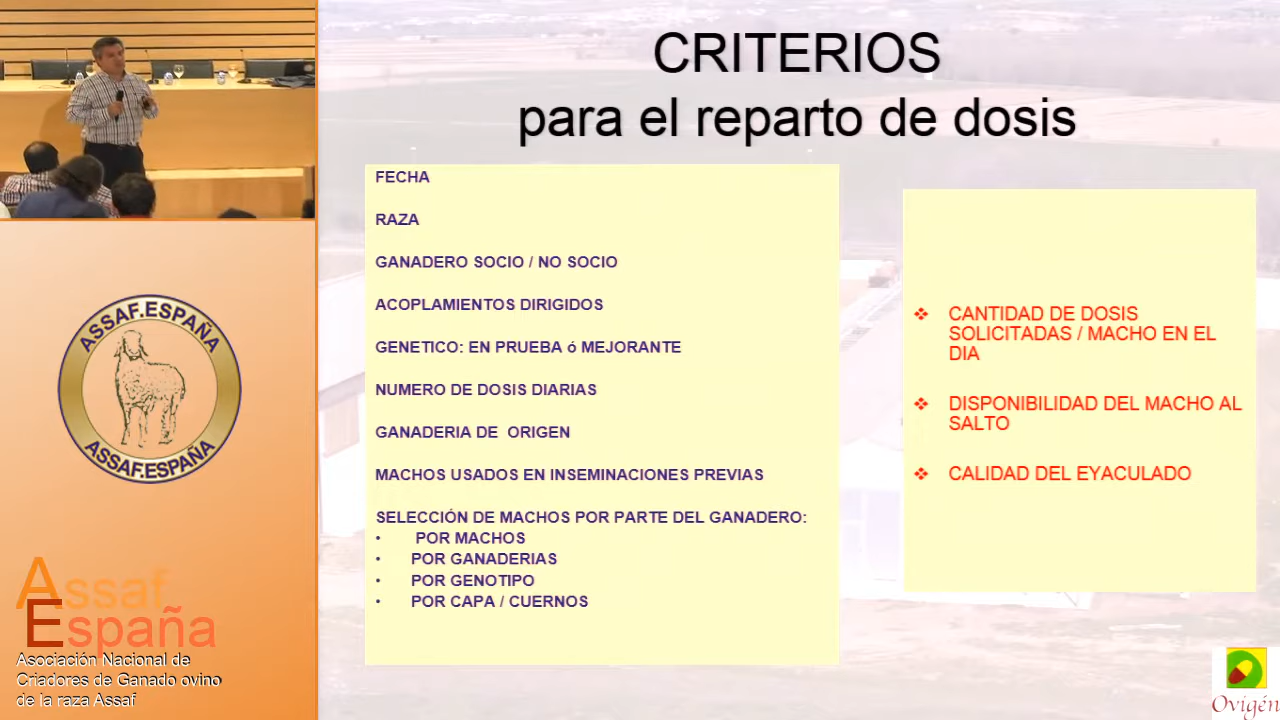 CRITERIOS
para el reparto de dosis
FECHA
RAZA
GANADERO SOCIO / NO SOCIO
ACOPLAMIENTOS DIRIGIDOS
GENETICO: EN PRUEBA ó MEJORANTE
NUMERO DE DOSIS DIARIAS
GANADERIA DE ORIGEN
MACHOS USADOS EN INSEMINACIONES PREVIAS
SELECCIÓN DE MACHOS POR PARTE DEL GANADERO:
• POR MACHOS
• POR GANADERIAS
• POR GENOTIPO
• POR CAPA / CUERNOS
❖ CANTIDAD DE DOSIS
SOLICITADAS / MACHO EN EL
DIA
❖ DISPONIBILIDAD DEL MACHO AL
SALTO
❖ CALIDAD DEL EYACULADO
ASSAF.ESPAÑA
ASSAF.ESPAÑA
Assaf
España
Asociación Nacional de
Criadores de Ganado ovino
de la raza Assaf
Ovigén